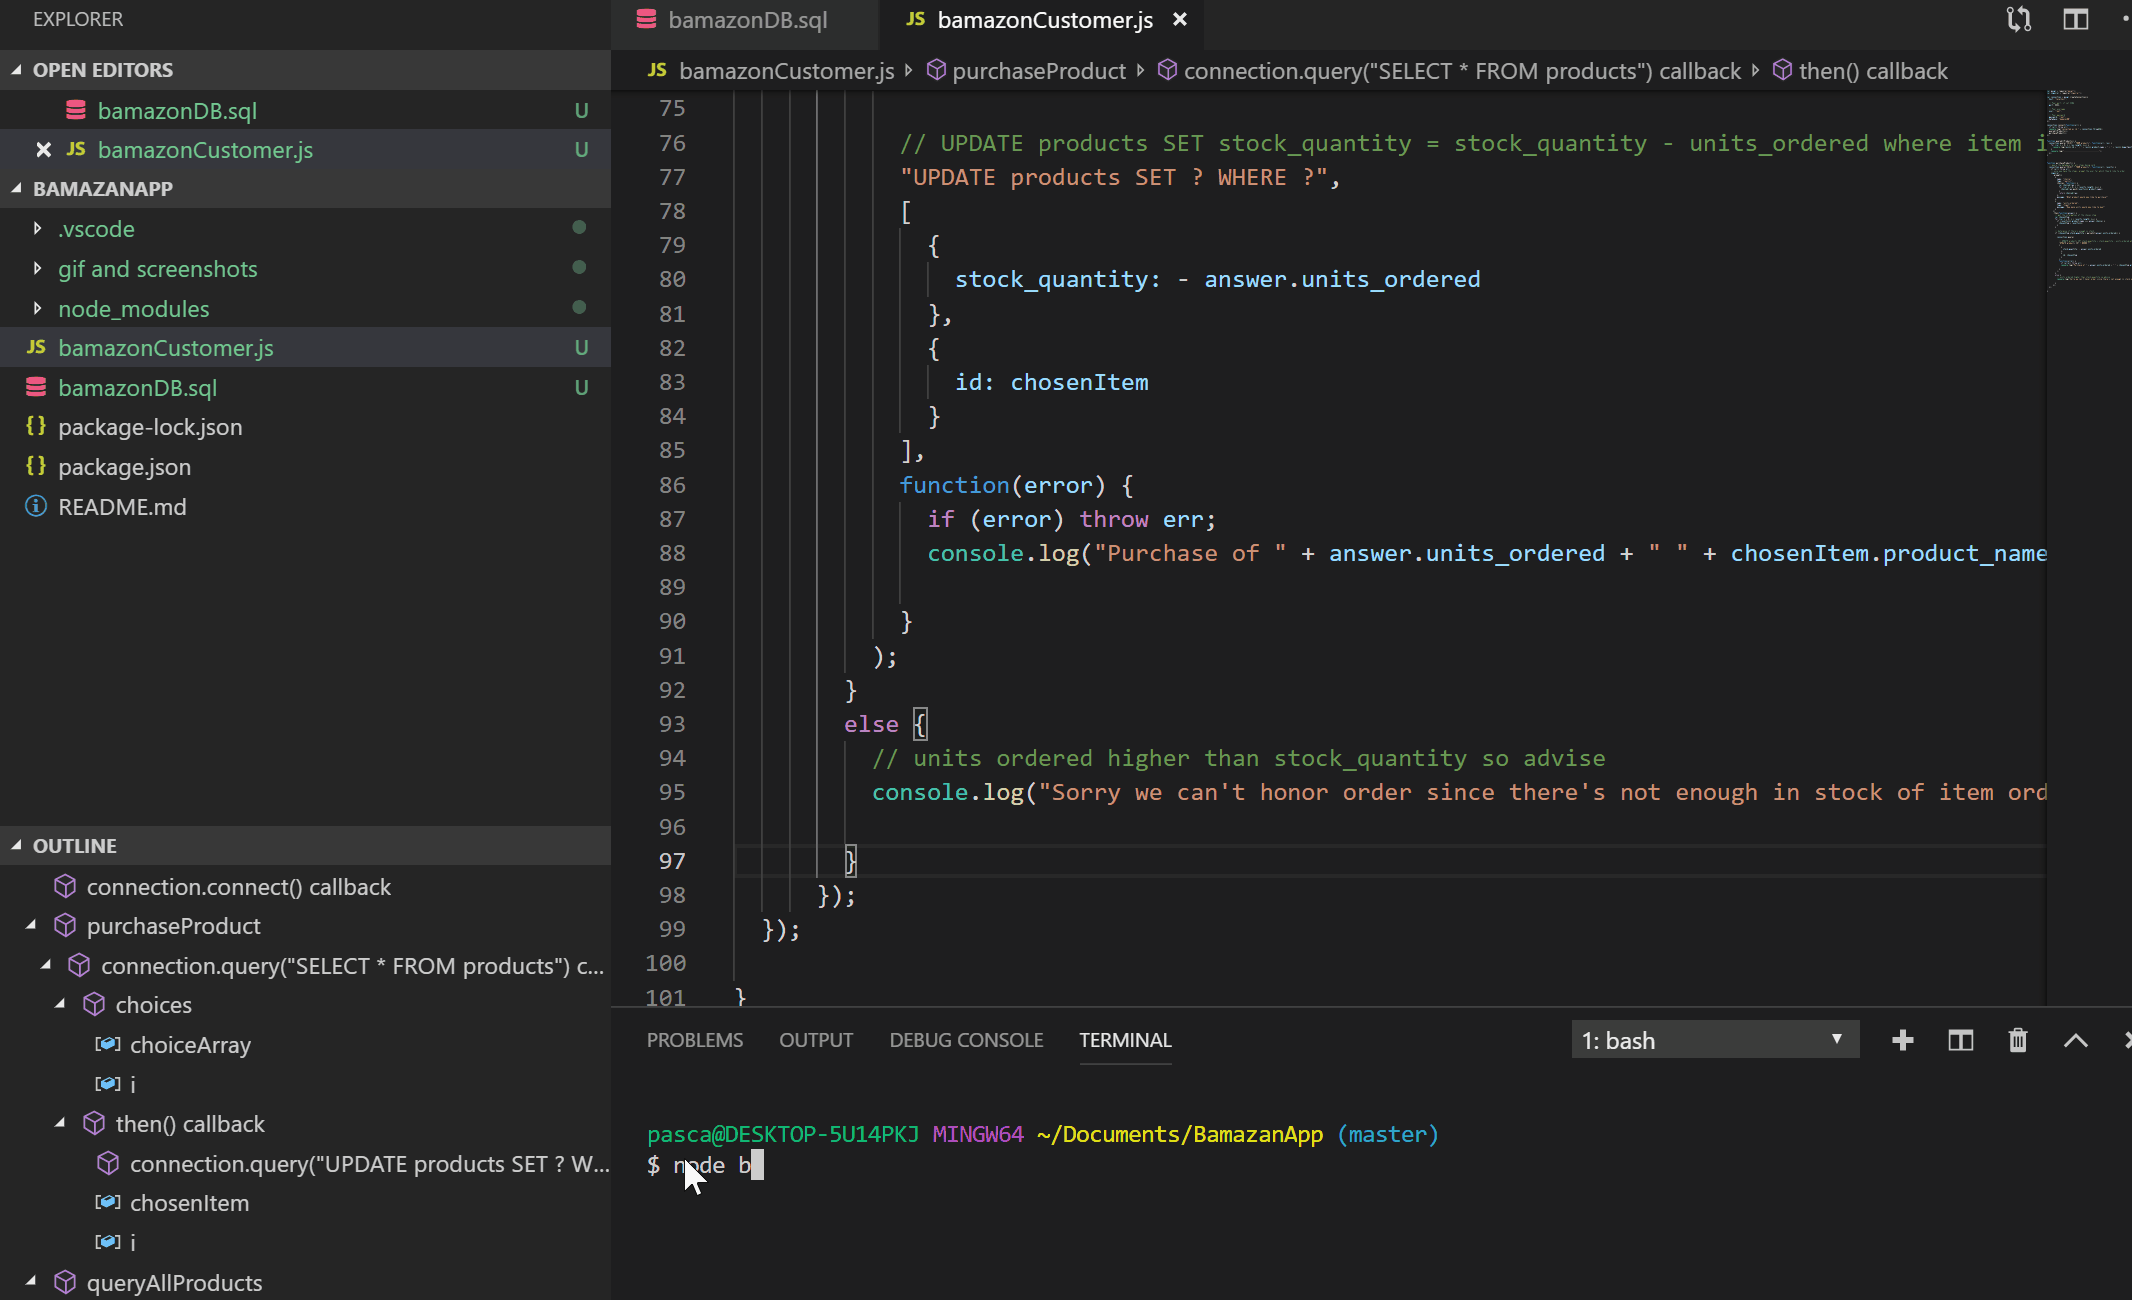 EXPLORER
OPEN EDITORS
bamazonDB.sql U
JS bamazonCustomer.js U
BAMAZANAPP
.vscode
gif and screenshots
node_modules
JS bamazonCustomer.js U
bamazonDB.sql U
{} package-lock.json
{} package.json
README.md
OUTLINE
connection.connect() callback
purchaseProduct
connection.query("SELECT * FROM products") c...
choices
choiceArray
i
then() callback
connection.query("UPDATE products SET ? W...
chosenItem
i
queryAllProducts
bamazonDB.sql
JS bamazonCustomer.js
JS bamazonCustomer.js purchaseProduct connection.query("SELECT * FROM products") callback then() callback
75
76 // UPDATE products SET stock_quantity = stock_quantity - units_ordered where item i
77 "UPDATE products SET ? WHERE ?",
78 [
79 {
80 stock_quantity: - answer.units_ordered
81 },
82 {
83 id: chosenItem
84 }
85 ],
86 function(error) {
87 if (error) throw err;
88 console.log("Purchase of " + answer.units_ordered + " " + chosenItem.product_name
89
90 }
91 );
92 }
93 else {
94 // units ordered higher than stock_quantity so advise
95 console.log("Sorry we can't honor order since there's not enough in stock of item ord
96
97 }
98 });
99 });
100
101 }
PROBLEMS OUTPUT DEBUG CONSOLE TERMINAL 1: bash
pasca@DESKTOP-5U14PKJ MINGW64 ~/Documents/BamazanApp (master)
$ node b